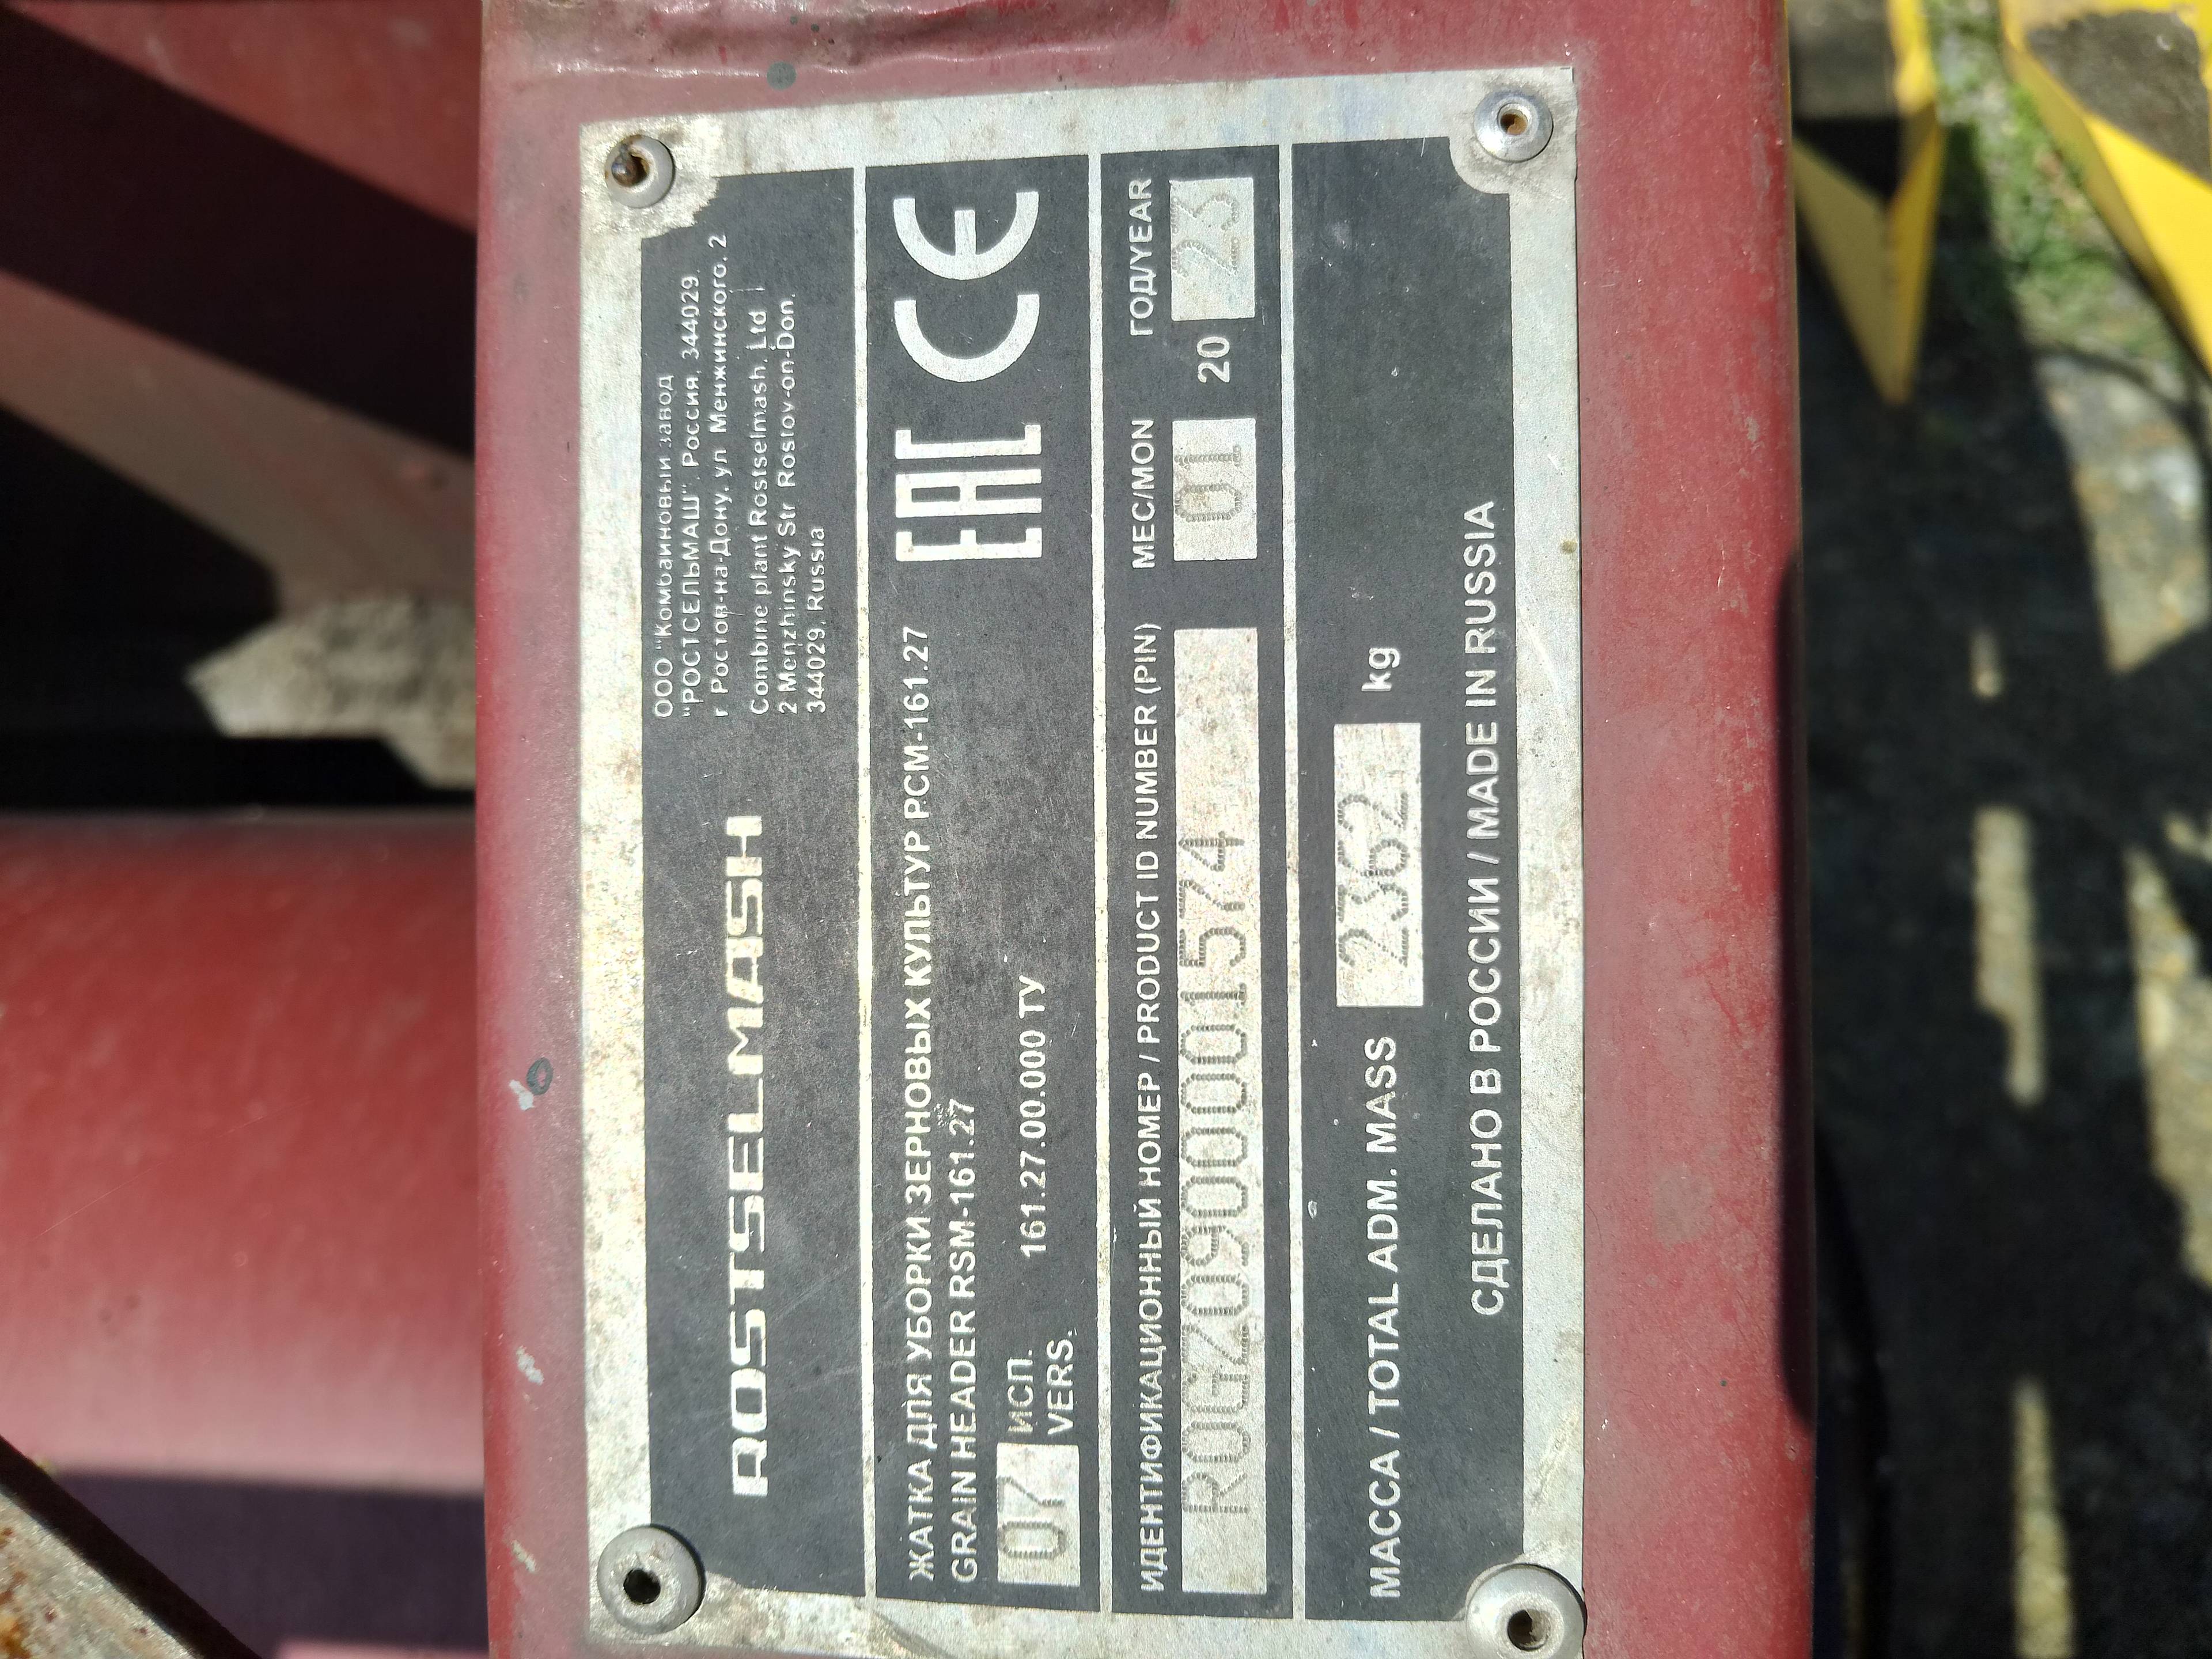 ROSTSELMASH
ООО "Комбайновый завод
"РОСТСЕЛЬМАШ", Россия, 344029,
г. Ростов-на-Дону, ул. Менжинского, 2
Combine plant Rostselmash, Ltd
2 Menzhinsky Str. Rostov-on-Don,
344029, Russia
ЖАТКА ДЛЯ УБОРКИ ЗЕРНОВЫХ КУЛЬТУР РСМ-161.27
GRAIN HEADER RSM-161.27
07 ИСП. VERS. 161.27.00.000 ТУ
EAC CE
ИДЕНТИФИКАЦИОННЫЙ НОМЕР / PRODUCT ID NUMBER (PIN) МЕС/MON ГОД/YEAR
R0GZ090001574 01 20 23
МАССА / TOTAL ADM. MASS 2362 kg
СДЕЛАНО В РОССИИ / MADE IN RUSSIA